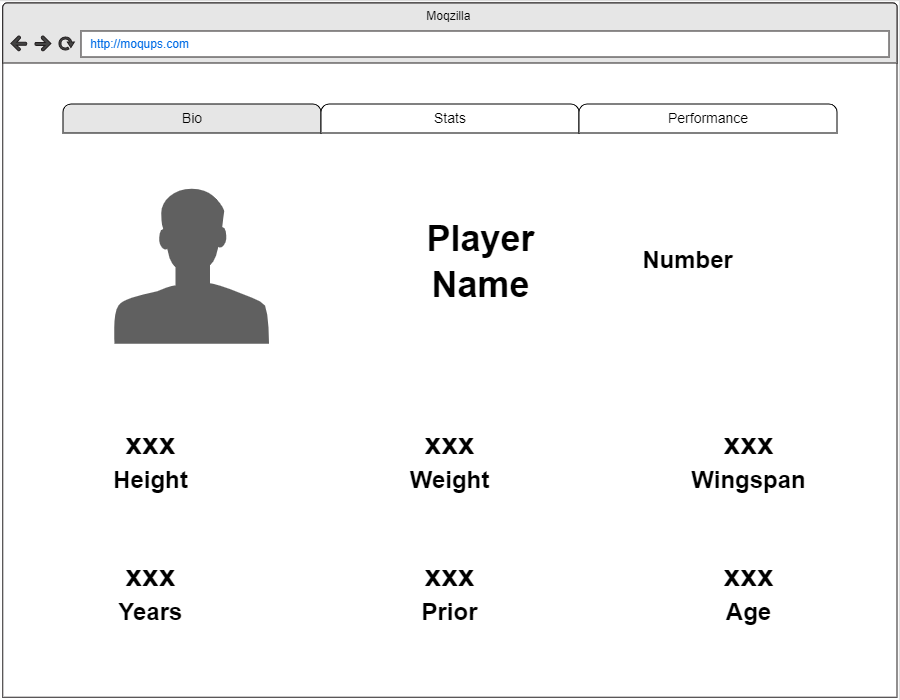 Moqzilla
http://moqups.com
Bio Stats Performance
Player
Name
Number
xxx xxx xxx
Height Weight Wingspan
xxx xxx xxx
Years Prior Age